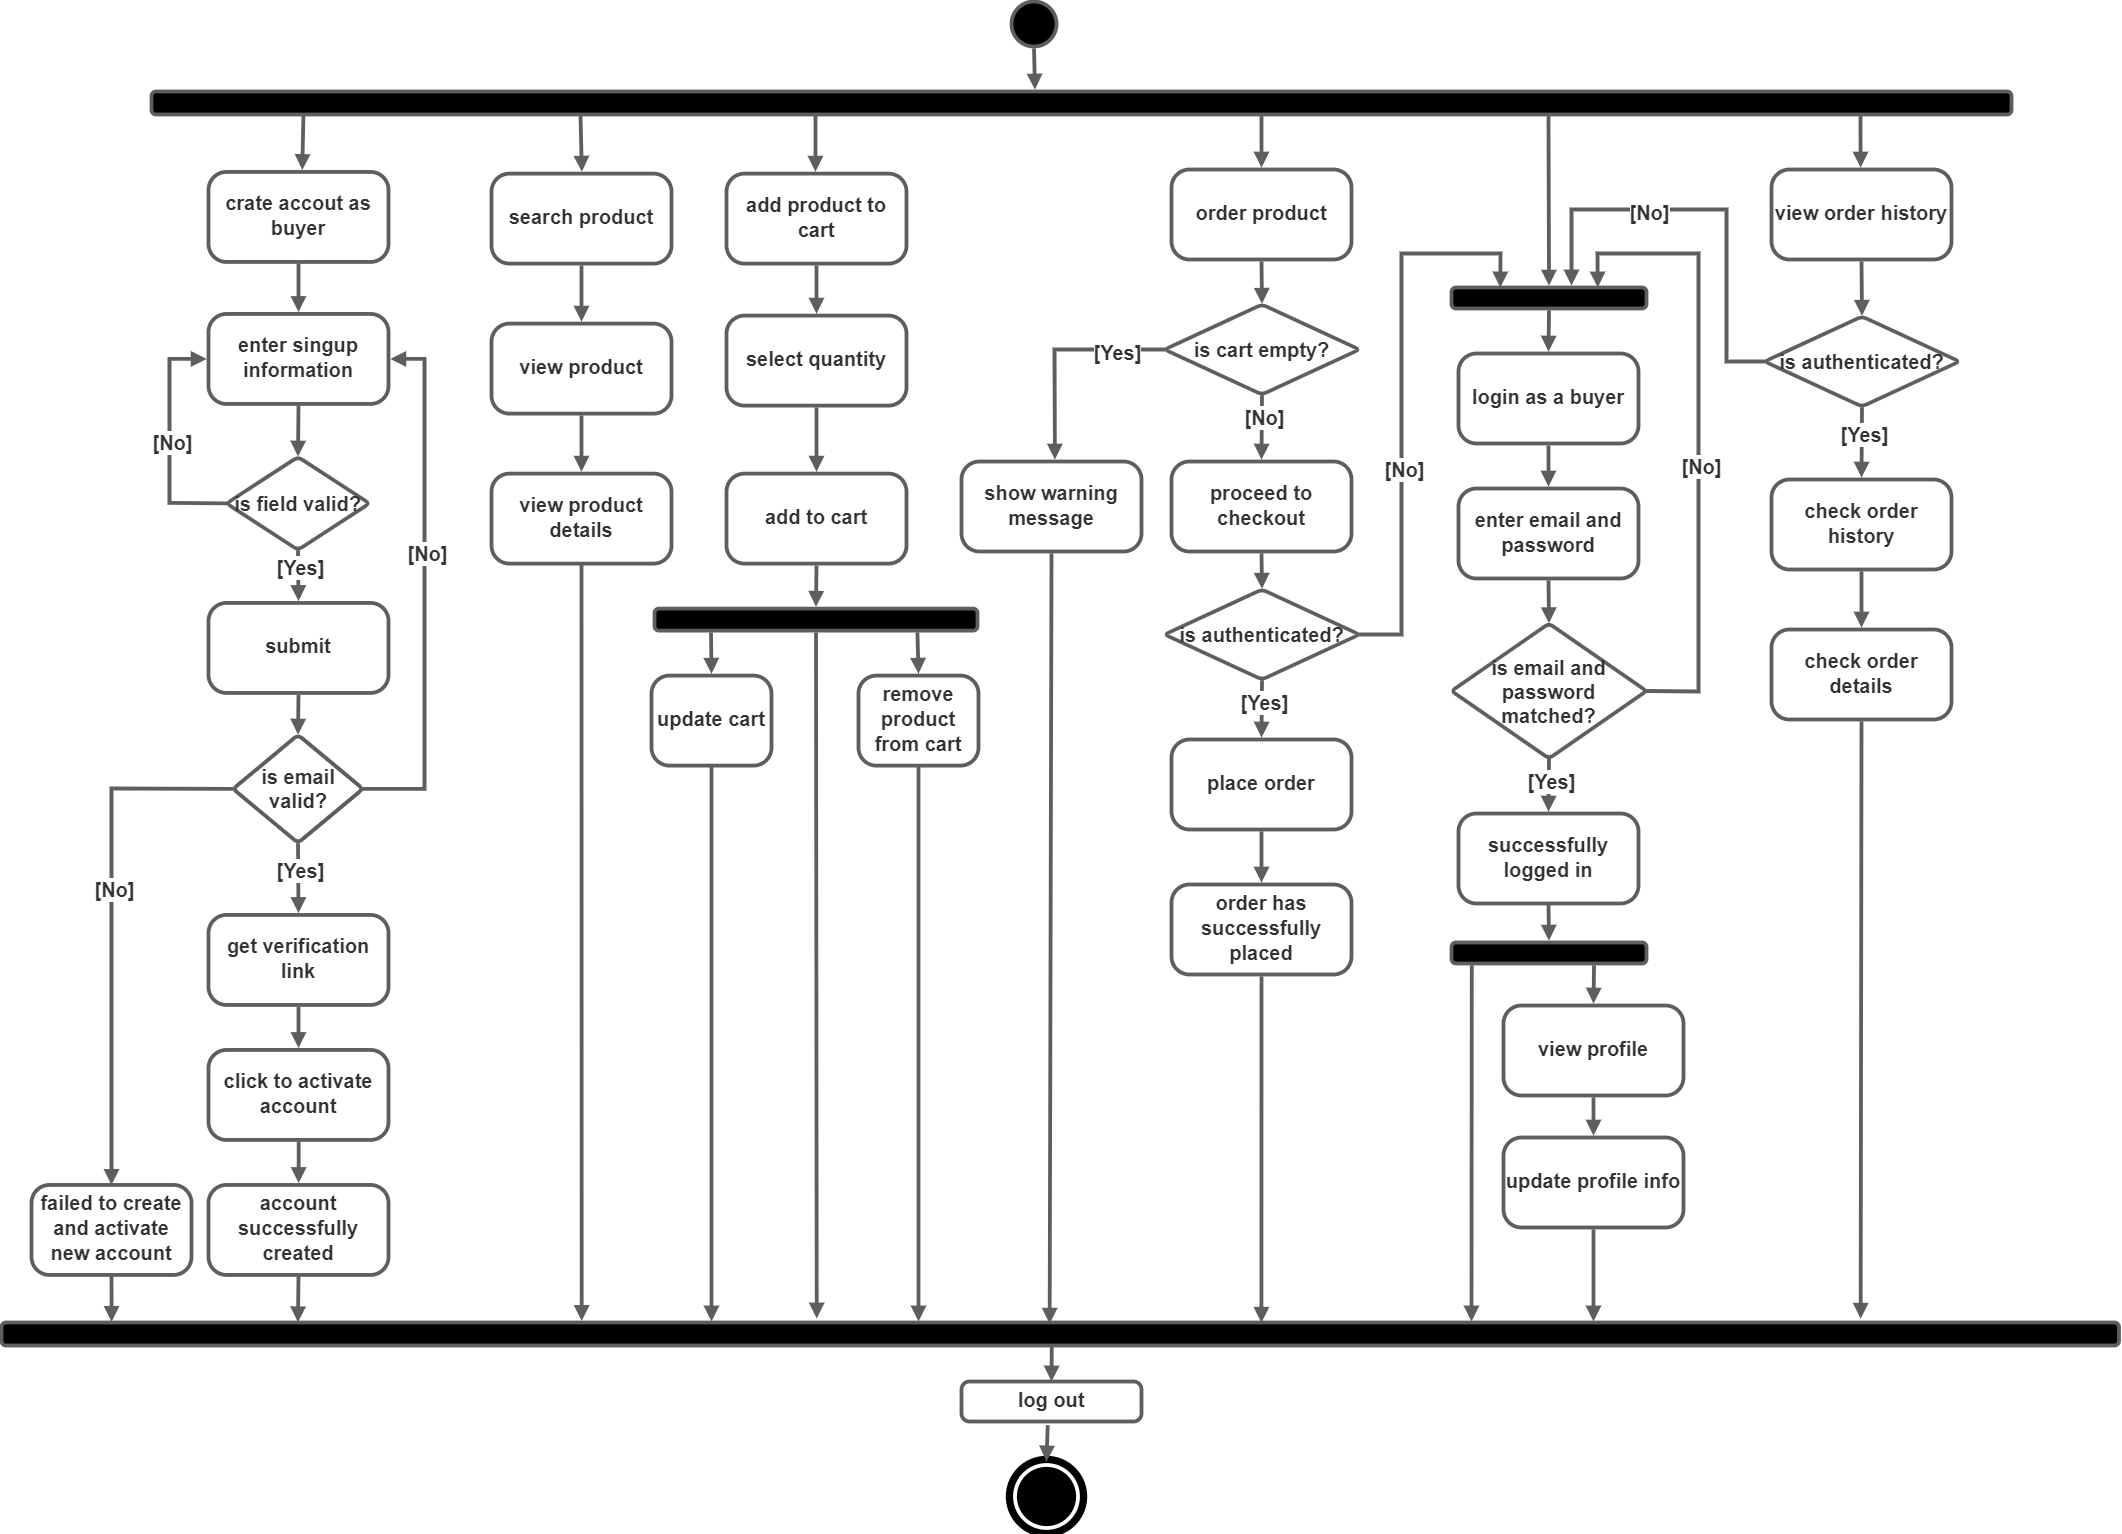 crate accout as
buyer
enter singup
information
[No]
is field valid?
[Yes]
submit
[No]
is email
valid?
[No]
[Yes]
get verification
link
click to activate
account
failed to create
and activate
new account
account
successfully
created
search product
view product
view product
details
add product to
cart
select quantity
add to cart
update cart
remove
product
from cart
order product
is cart empty?
[Yes]
show warning
message
[No]
proceed to
checkout
is authenticated?
[No]
[Yes]
place order
order has
successfully
placed
login as a buyer
enter email and
password
is email and
password
matched?
[No]
[Yes]
successfully
logged in
view profile
update profile info
view order history
[No]
is authenticated?
[Yes]
check order
history
check order
details
log out